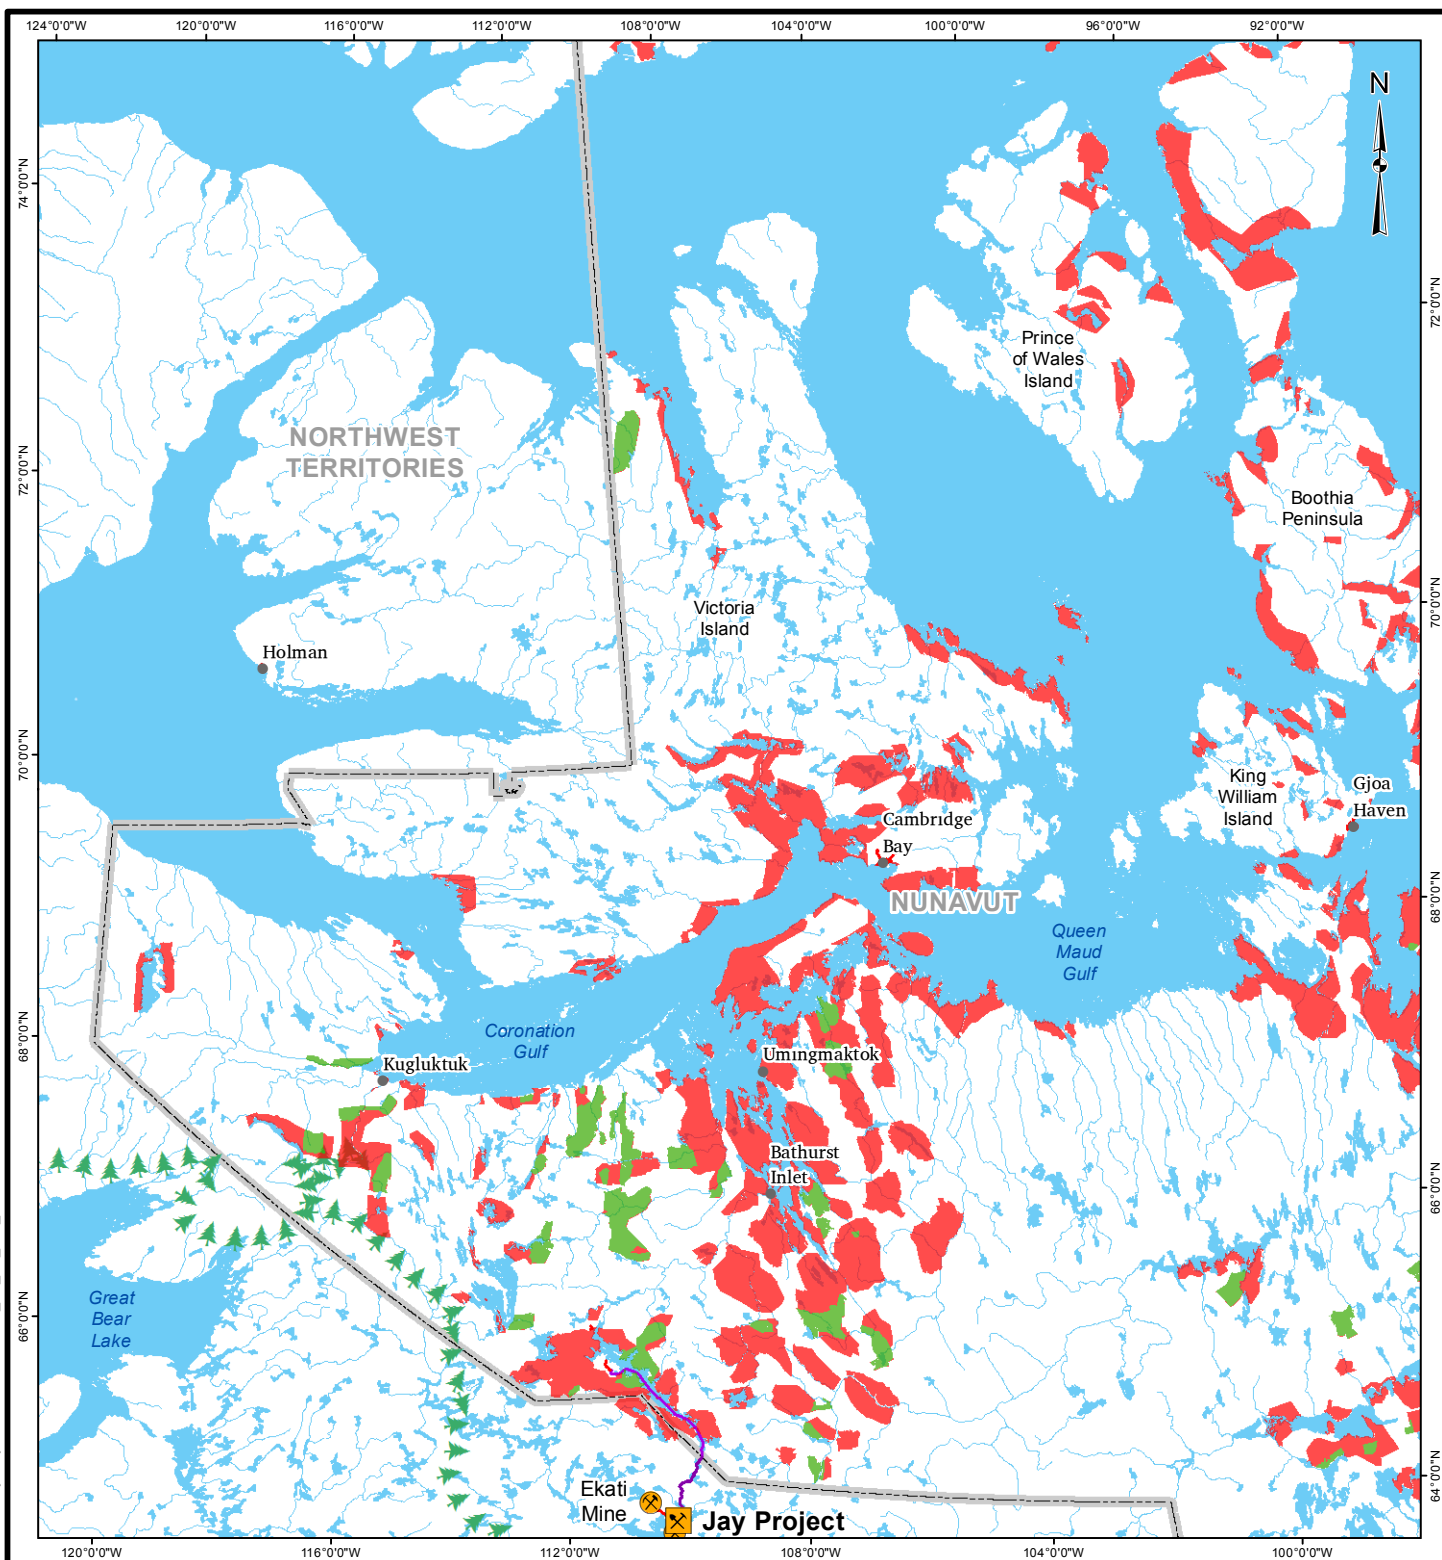 124°0'0"W 120°0'0"W 116°0'0"W 112°0'0"W 108°0'0"W 104°0'0"W 100°0'0"W 96°0'0"W 92°0'0"W
N
74°0'0"N
72°0'0"N
Prince
of Wales
Island
NORTHWEST
TERRITORIES
72°0'0"N
Boothia
Peninsula
70°0'0"N
Victoria
Island
Holman
70°0'0"N
King
William
Island
Gjoa
Haven
Cambridge
Bay
NUNAVUT
68°0'0"N
Queen
Maud
Gulf
Coronation
Gulf
68°0'0"N
Umingmaktok
Kugluktuk
Bathurst
Inlet
66°0'0"N
Great
Bear
Lake
66°0'0"N
64°0'0"N
Ekati
Mine
Jay Project
120°0'0"W 116°0'0"W 112°0'0"W 108°0'0"W 104°0'0"W 100°0'0"W